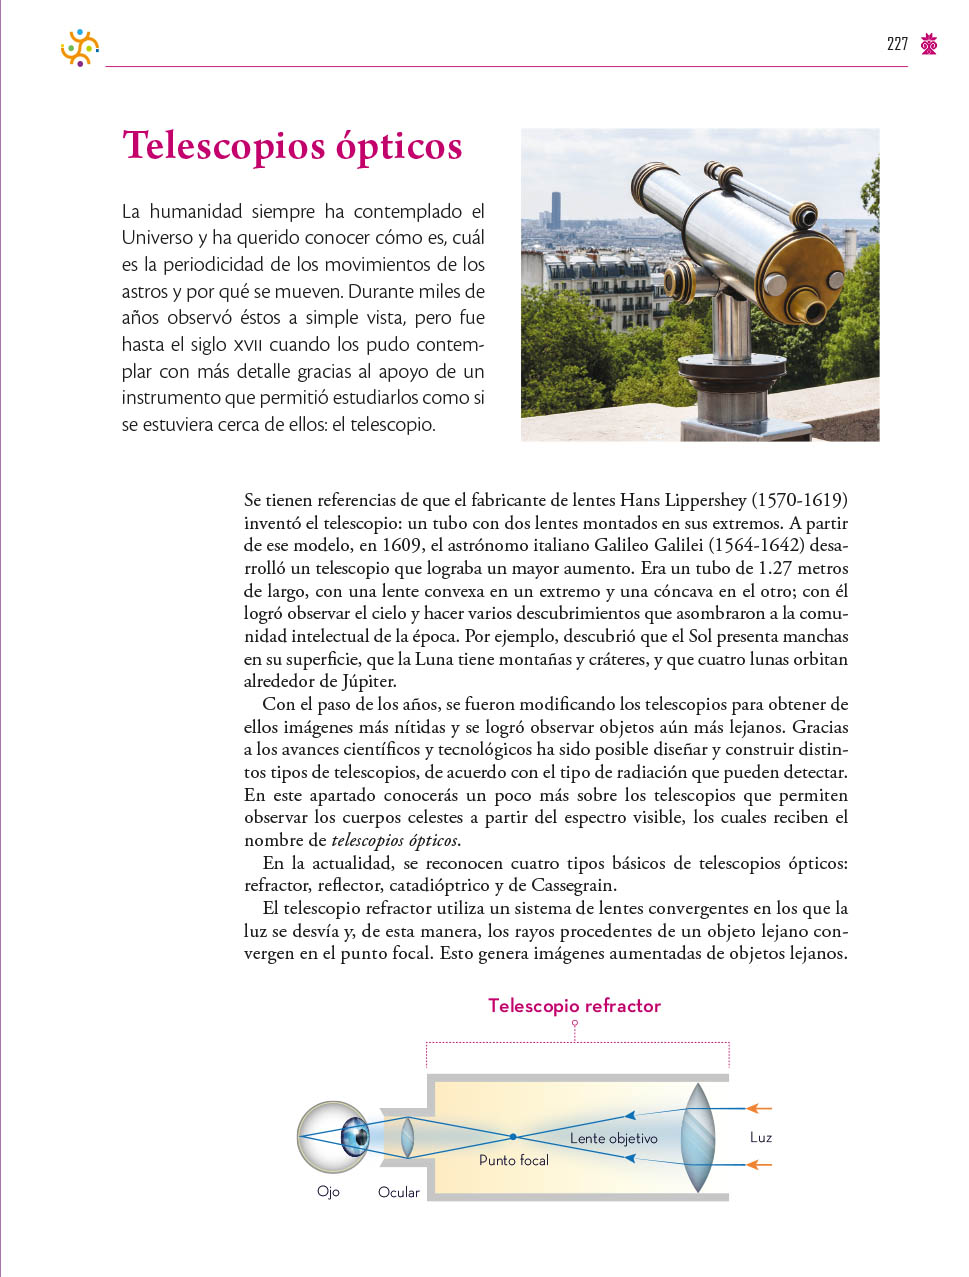 227
Telescopios ópticos
La humanidad siempre ha contemplado el
Universo y ha querido conocer cómo es, cuál
es la periodicidad de los movimientos de los
astros y por qué se mueven. Durante miles de
años observó éstos a simple vista, pero fue
hasta el siglo XVII cuando los pudo contem-
plar con más detalle gracias al apoyo de un
instrumento que permitió estudiarlos como si
se estuviera cerca de ellos: el telescopio.
Se tienen referencias de que el fabricante de lentes Hans Lippershey (1570-1619)
inventó el telescopio: un tubo con dos lentes montados en sus extremos. A partir
de ese modelo, en 1609, el astrónomo italiano Galileo Galilei (1564-1642) desa-
rrolló un telescopio que lograba un mayor aumento. Era un tubo de 1.27 metros
de largo, con una lente convexa en un extremo y una cóncava en el otro; con él
logró observar el cielo y hacer varios descubrimientos que asombraron a la comu-
nidad intelectual de la época. Por ejemplo, descubrió que el Sol presenta manchas
en su superficie, que la Luna tiene montañas y cráteres, y que cuatro lunas orbitan
alrededor de Júpiter.
Con el paso de los años, se fueron modificando los telescopios para obtener de
ellos imágenes más nítidas y se logró observar objetos aún más lejanos. Gracias
a los avances científicos y tecnológicos ha sido posible diseñar y construir distin-
tos tipos de telescopios, de acuerdo con el tipo de radiación que pueden detectar.
En este apartado conocerás un poco más sobre los telescopios que permiten
observar los cuerpos celestes a partir del espectro visible, los cuales reciben el
nombre de telescopios ópticos.
En la actualidad, se reconocen cuatro tipos básicos de telescopios ópticos:
refractor, reflector, catadióptrico y de Cassegrain.
El telescopio refractor utiliza un sistema de lentes convergentes en los que la
luz se desvía y, de esta manera, los rayos procedentes de un objeto lejano con-
vergen en el punto focal. Esto genera imágenes aumentadas de objetos lejanos.
Telescopio refractor
Lente objetivo
Luz
Punto focal
Ojo
Ocular